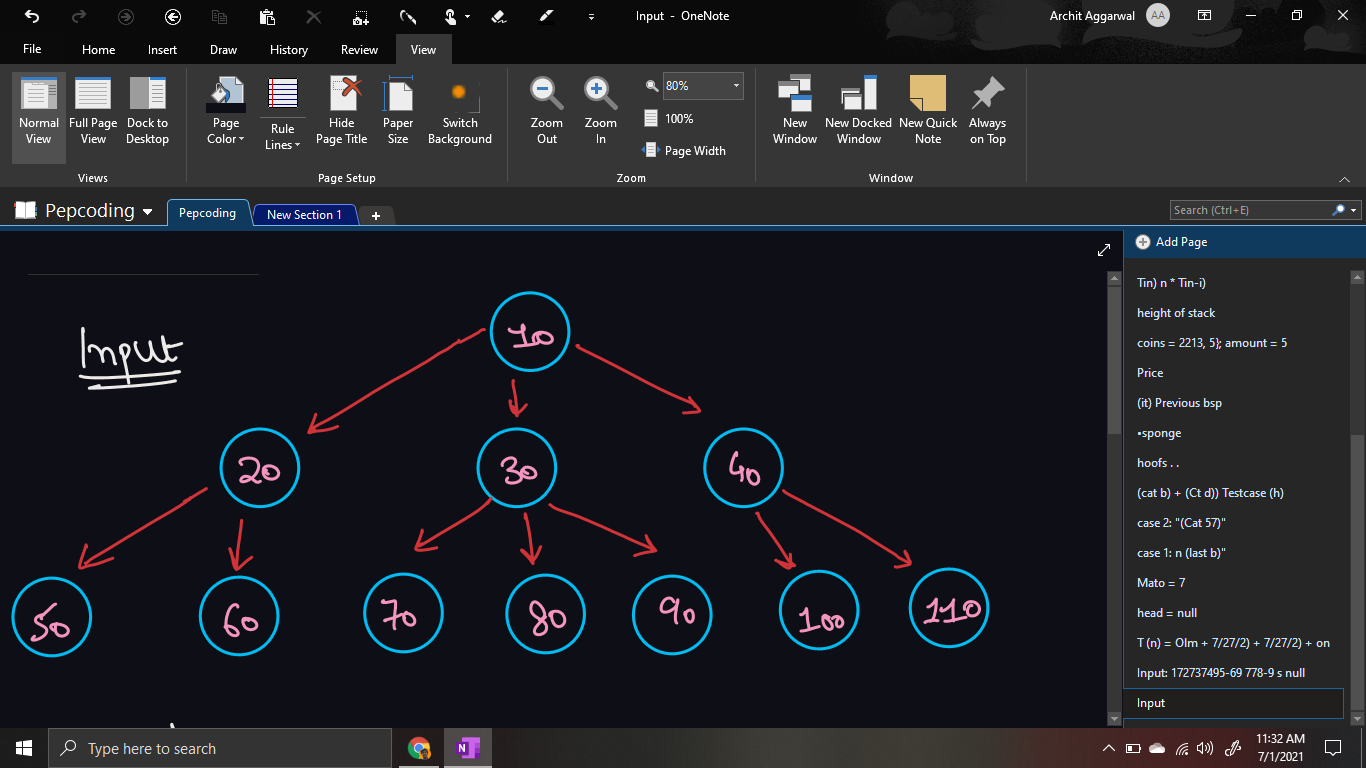 Input - OneNote
Archit Aggarwal
AA
File
Home
Insert
Draw
History
Review
View
Normal View
Full Page View
Dock to Desktop
Page Color
Rule Lines
Hide Page Title
Paper Size
Switch Background
Zoom Out
Zoom In
80%
100%
Page Width
New Window
New Docked Window
New Quick Note
Always on Top
Views
Page Setup
Zoom
Window
Pepcoding
Pepcoding
New Section 1
+
Search (Ctrl+E)
Add Page
Tin) n * Tin-i)
height of stack
coins = 2213, 5}; amount = 5
Price
(it) Previous bsp
•sponge
hoofs . .
(cat b) + (Ct d)) Testcase (h)
case 2: "(Cat 57)"
case 1: n (last b)"
Mato = 7
head = null
T (n) = Olm + 7/27/2) + 7/27/2) + on
Input: 172737495-69 778-9 s null
Input
Input
10
20 30 40
50 60 70 80 90 100 110
Type here to search
N
11:32 AM
7/1/2021